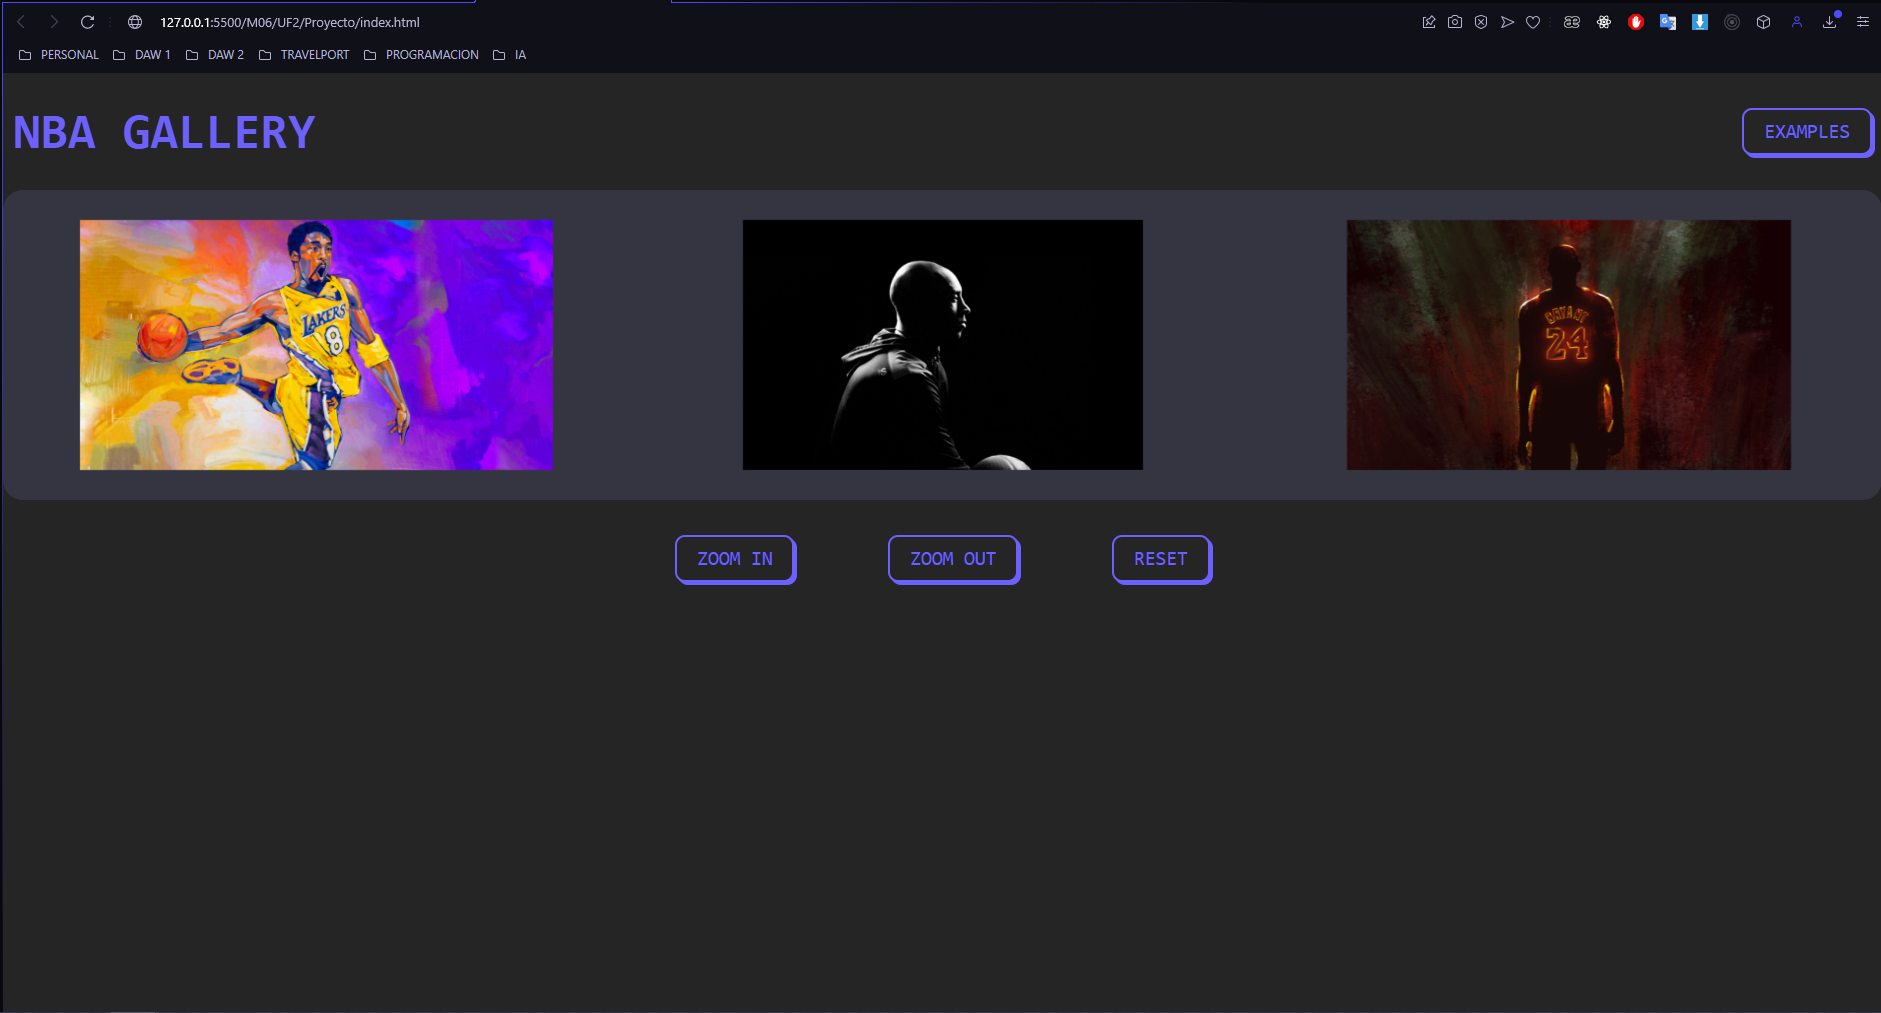 127.0.0.1:5500/M06/UF2/Proyecto/index.html
PERSONAL DAW 1 DAW 2 TRAVELPORT PROGRAMACION IA
NBA GALLERY
EXAMPLES
LAKERS
8
BRYANT
24
ZOOM IN ZOOM OUT RESET